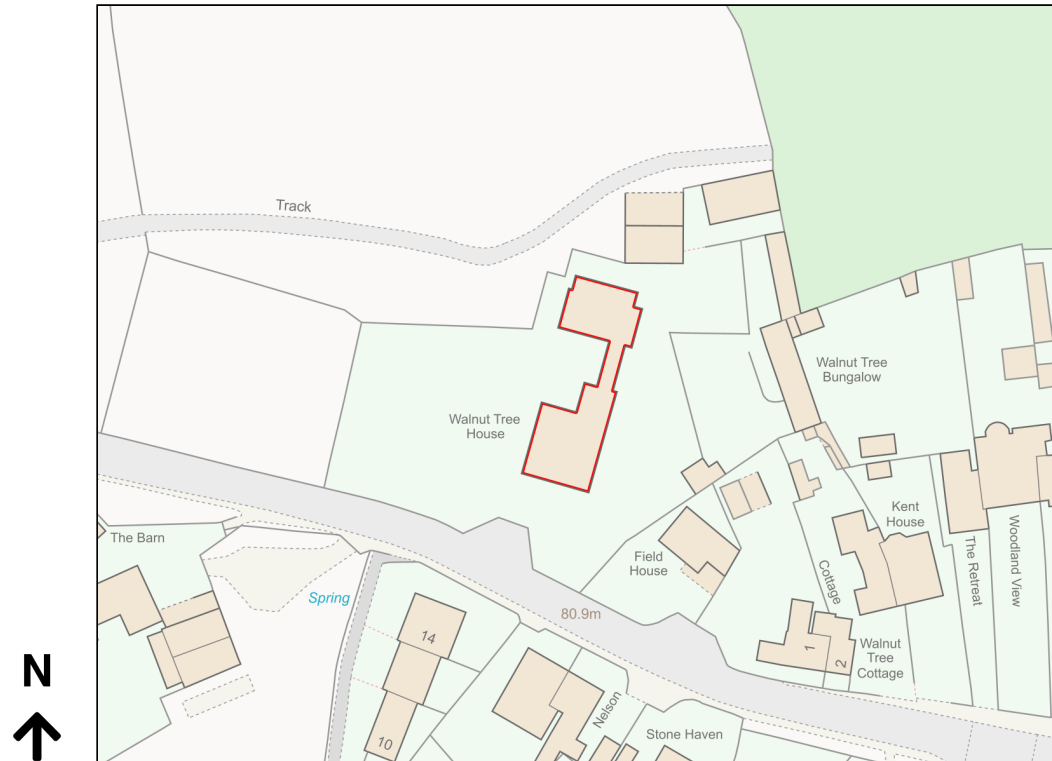 Track
Walnut Tree
Bungalow
Walnut Tree
House
Kent
House
The Barn
Field
House
Cottage
The Retreat
Woodland View
Spring
80.9m
14
1
2
Walnut
Tree
Cottage
N
Nelson
Stone Haven
10